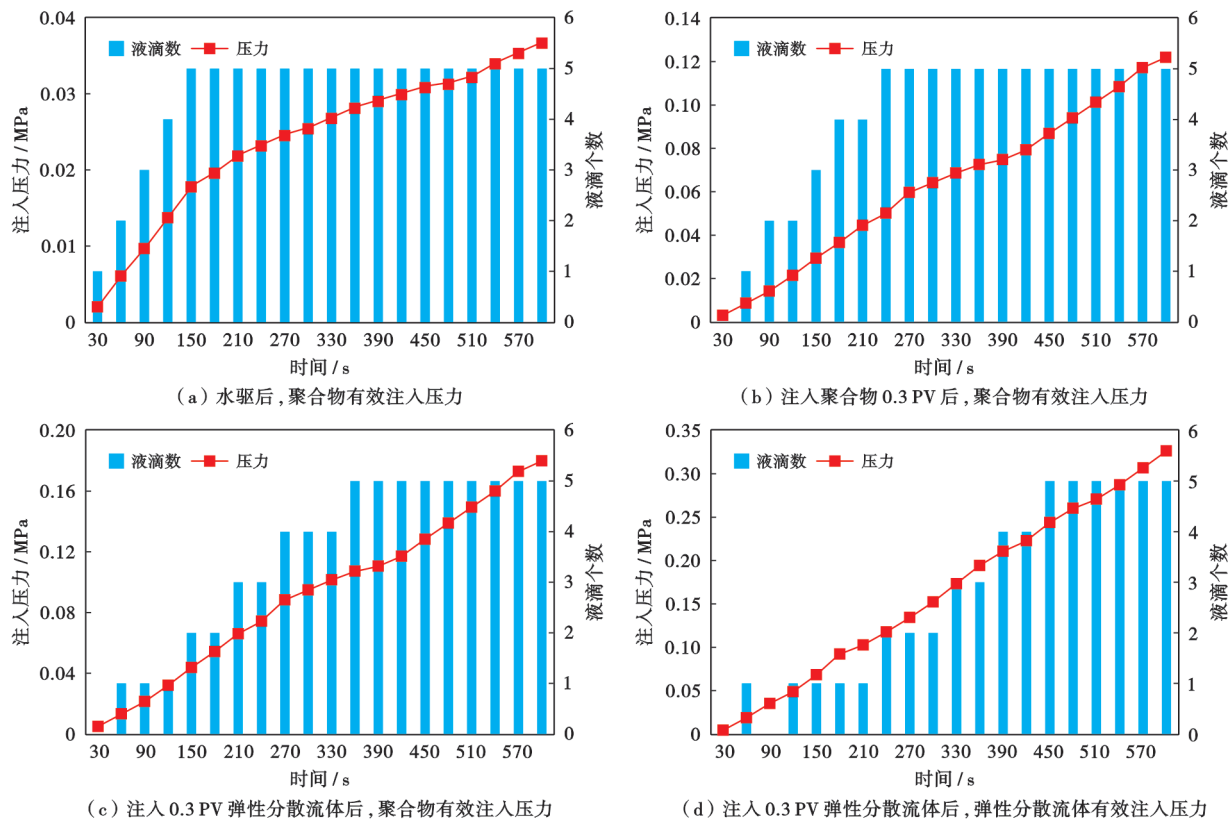 0.04
0.03
0.02
0.01
0
注入压力 / MPa
液滴数 压力
6
5
4
3
2
1
0
液滴个数
30 90 150 210 270 330 390 450 510 570
时间 / s
（a）水驱后，聚合物有效注入压力
0.14
0.12
0.10
0.08
0.06
0.04
0.02
0
注入压力 / MPa
液滴数 压力
6
5
4
3
2
1
0
液滴个数
30 90 150 210 270 330 390 450 510 570
时间 / s
（b）注入聚合物 0.3 PV 后，聚合物有效注入压力
0.20
0.16
0.12
0.08
0.04
0
注入压力 / MPa
液滴数 压力
6
5
4
3
2
1
0
液滴个数
30 90 150 210 270 330 390 450 510 570
时间 / s
（c）注入 0.3 PV 弹性分散流体后，聚合物有效注入压力
0.35
0.30
0.25
0.20
0.15
0.10
0.05
0
注入压力 / MPa
液滴数 压力
6
5
4
3
2
1
0
液滴个数
30 90 150 210 270 330 390 450 510 570
时间 / s
（d）注入 0.3 PV 弹性分散流体后，弹性分散流体有效注入压力